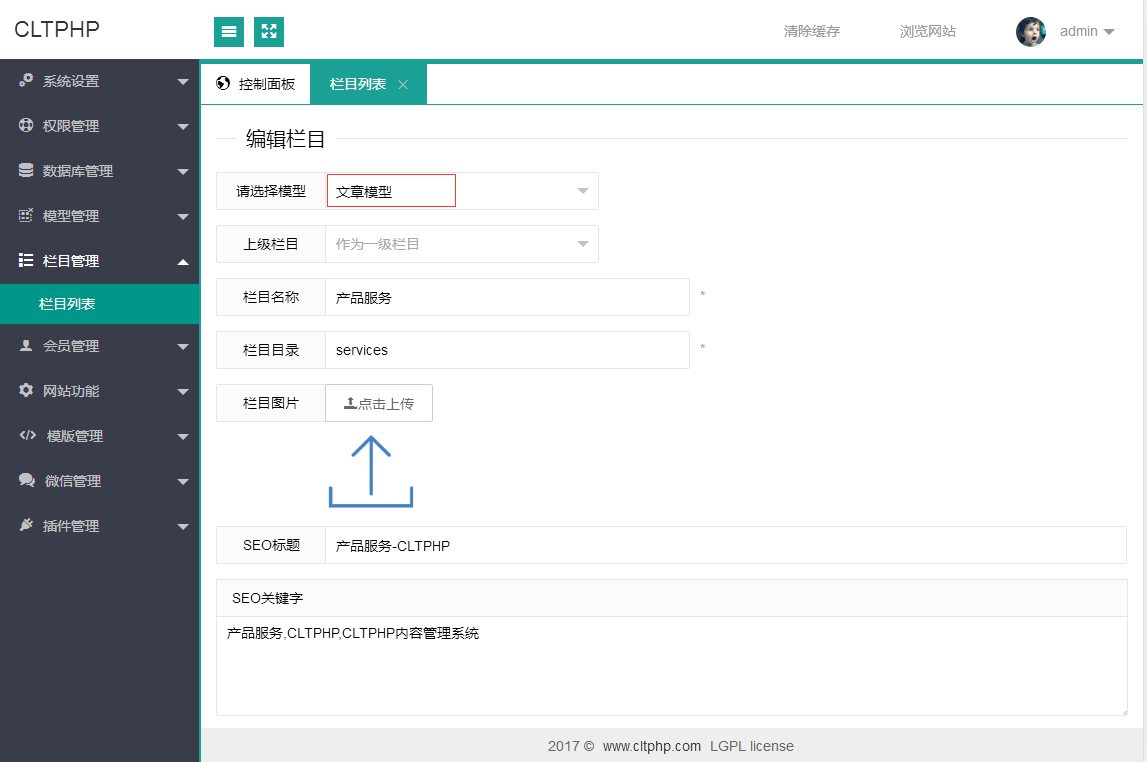 CLTPHP
清除缓存 浏览网站 admin
系统设置
权限管理
数据库管理
模型管理
栏目管理
栏目列表
会员管理
网站功能
模版管理
微信管理
插件管理
控制面板 栏目列表
编辑栏目
请选择模型 文章模型
上级栏目 作为一级栏目
栏目名称 产品服务 *
栏目目录 services *
栏目图片 点击上传
SEO标题 产品服务-CLTPHP
SEO关键字
产品服务,CLTPHP,CLTPHP内容管理系统
2017 © www.cltphp.com LGPL license